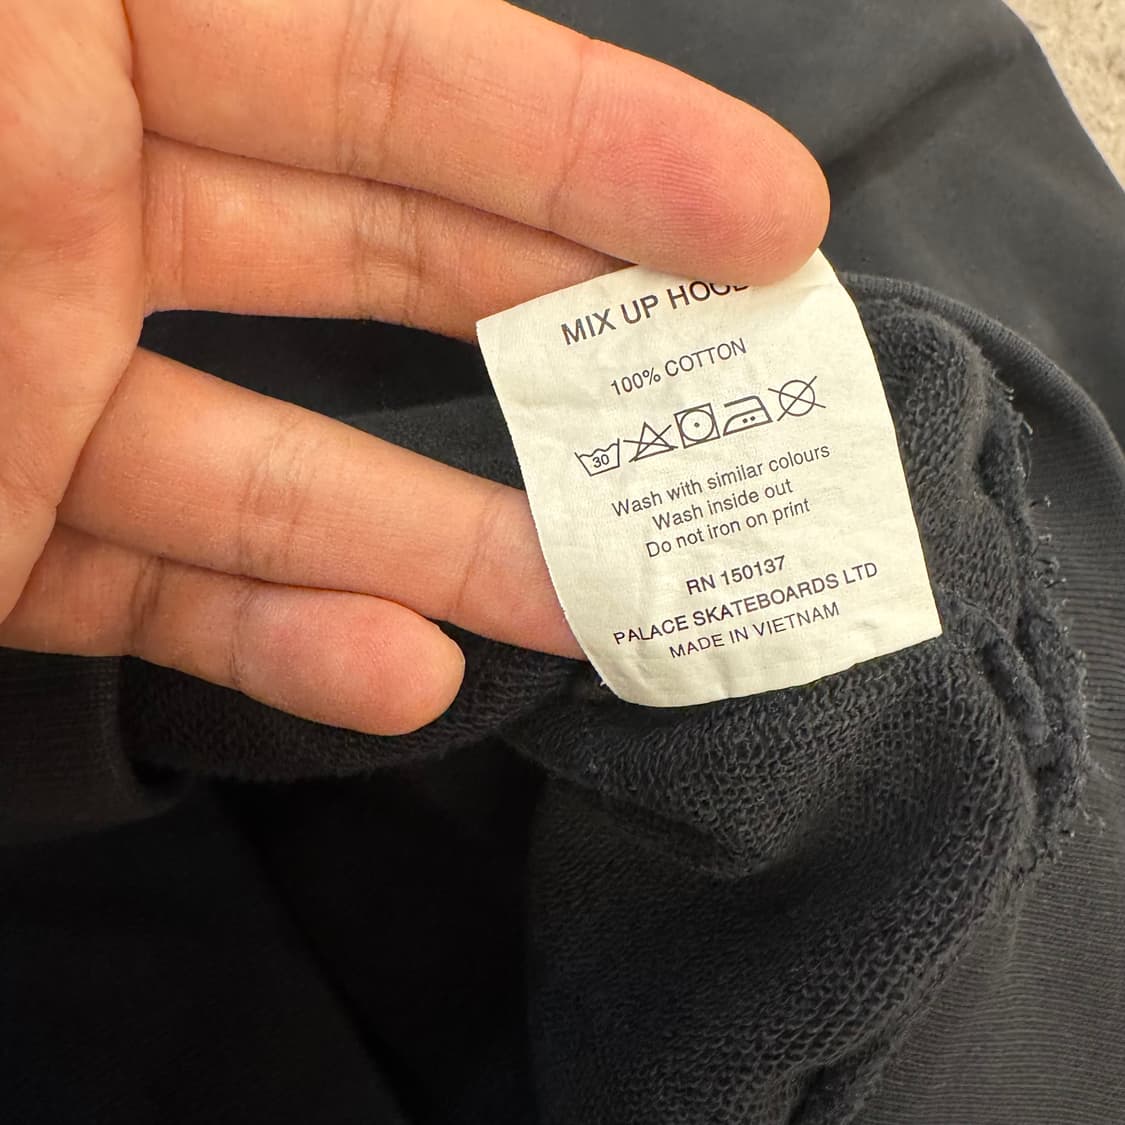 MIX UP
100% COTTON
30
Wash with similar colours
Wash inside out
Do not iron on print
RN 150137
PALACE SKATEBOARDS LTD
MADE IN VIETNAM